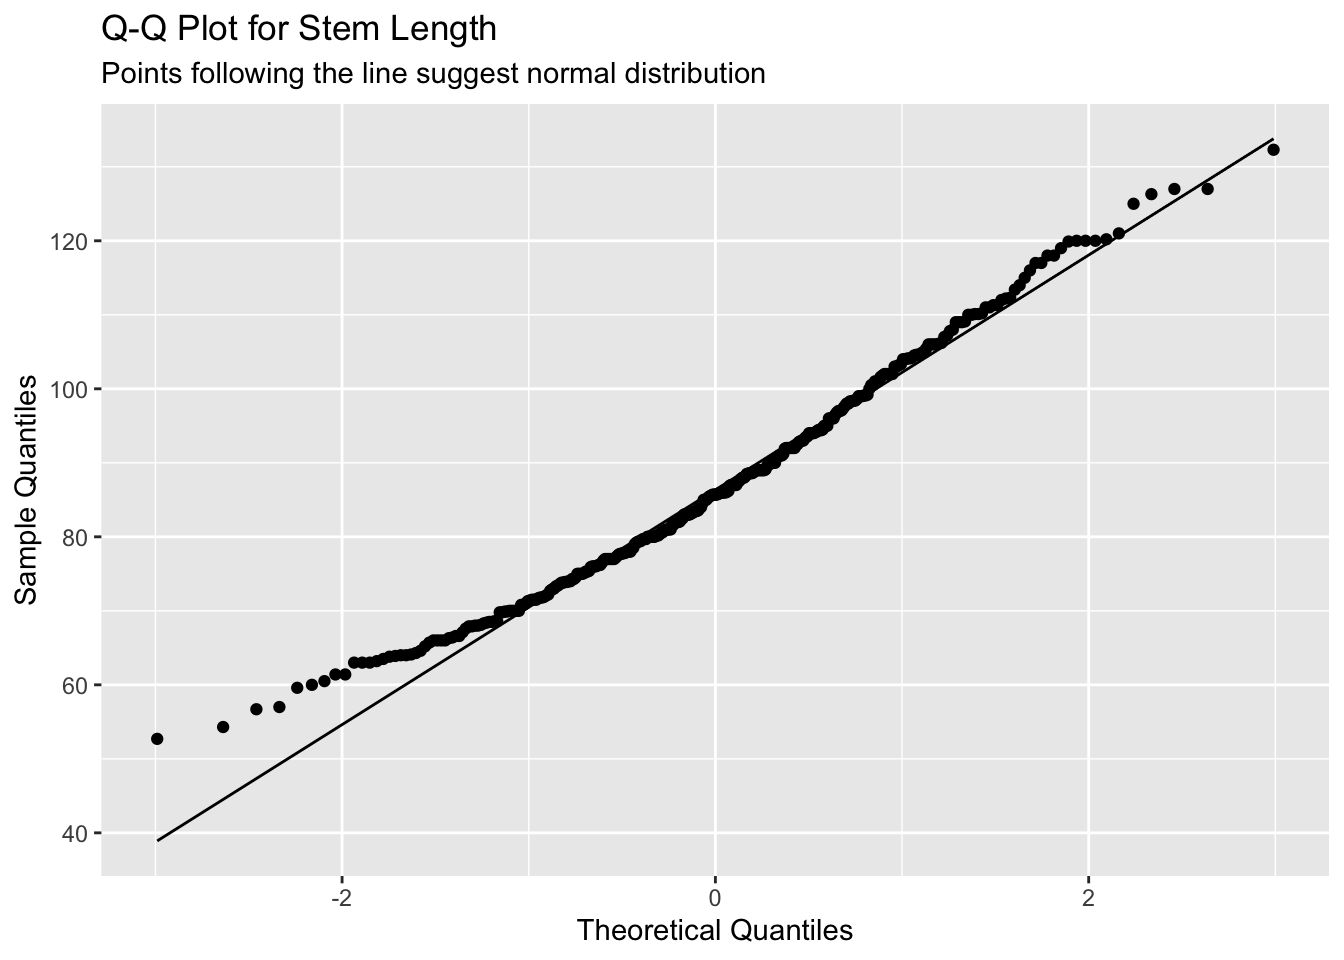 Q-Q Plot for Stem Length
Points following the line suggest normal distribution
120
100
80
60
40
Sample Quantiles
-2
0
2
Theoretical Quantiles